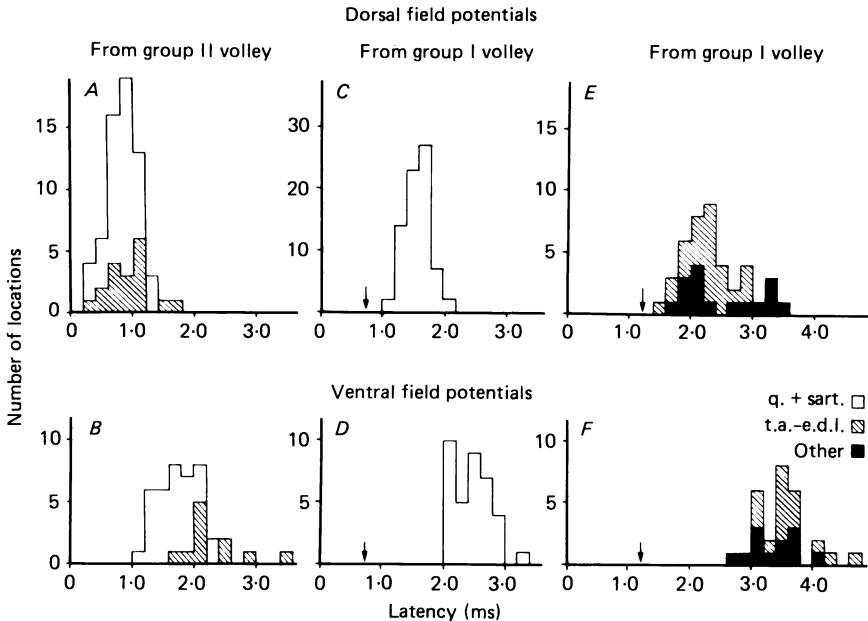 Dorsal field potentials
From group II volley
From group I volley
From group I volley
A
C
E
15
10
5
0
30
20
10
0
15
10
5
0
0 1·0 2·0 3·0
0 1·0 2·0 3·0
0 1·0 2·0 3·0 4·0
Number of locations
Ventral field potentials
q. + sart.
t.a.-e.d.l.
Other
B
D
F
10
5
0
10
5
10
5
0 1·0 2·0 3·0
0 1·0 2·0 3·0
0 1·0 2·0 3·0 4·0
Latency (ms)